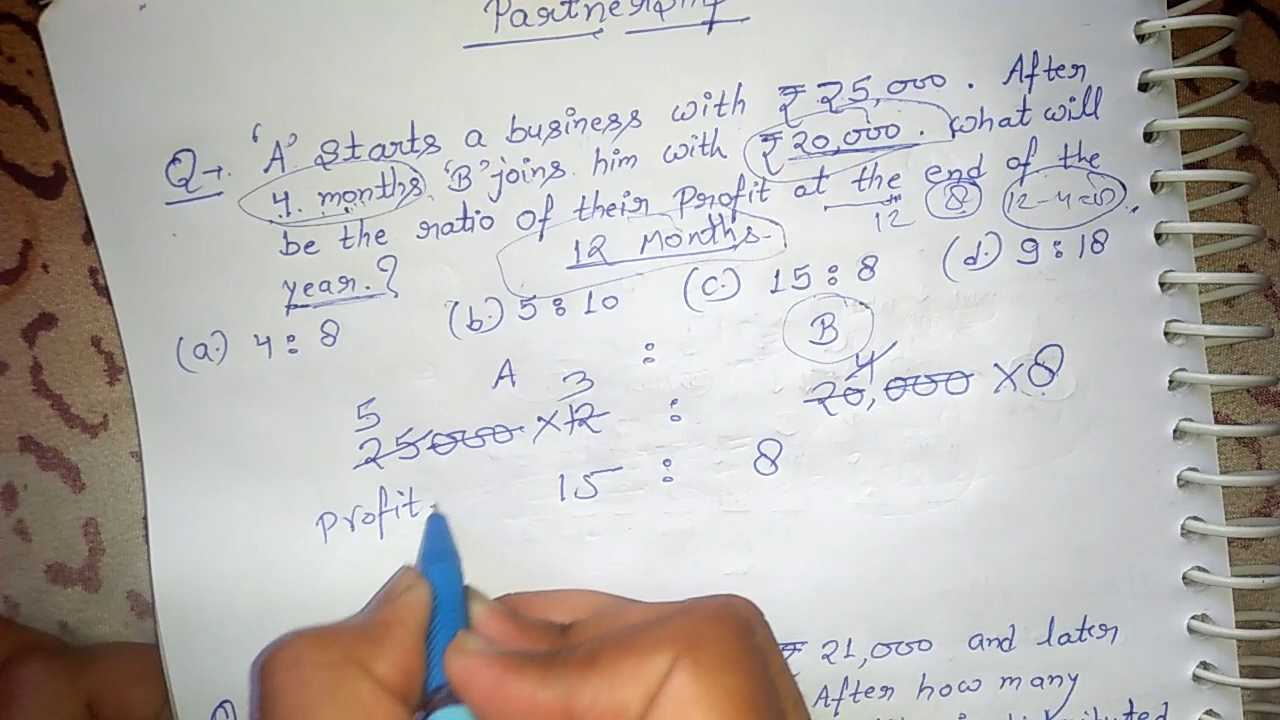 Partnership
Q→. 'A' Starts a business with ₹ 25,000. After
4 months 'B' joins him with ₹ 20,000. What will
be the ratio of their Profit at the end of the
year.?
12 Months.
12 8 12-4=8
(a.) 4:8 (b.) 5:10 (c.) 15:8 (d.) 9:18
A : B
5 3 4
25000 × 12 : 20,000 × 8
15 : 8
Profit
₹ 21,000 and later
After how many